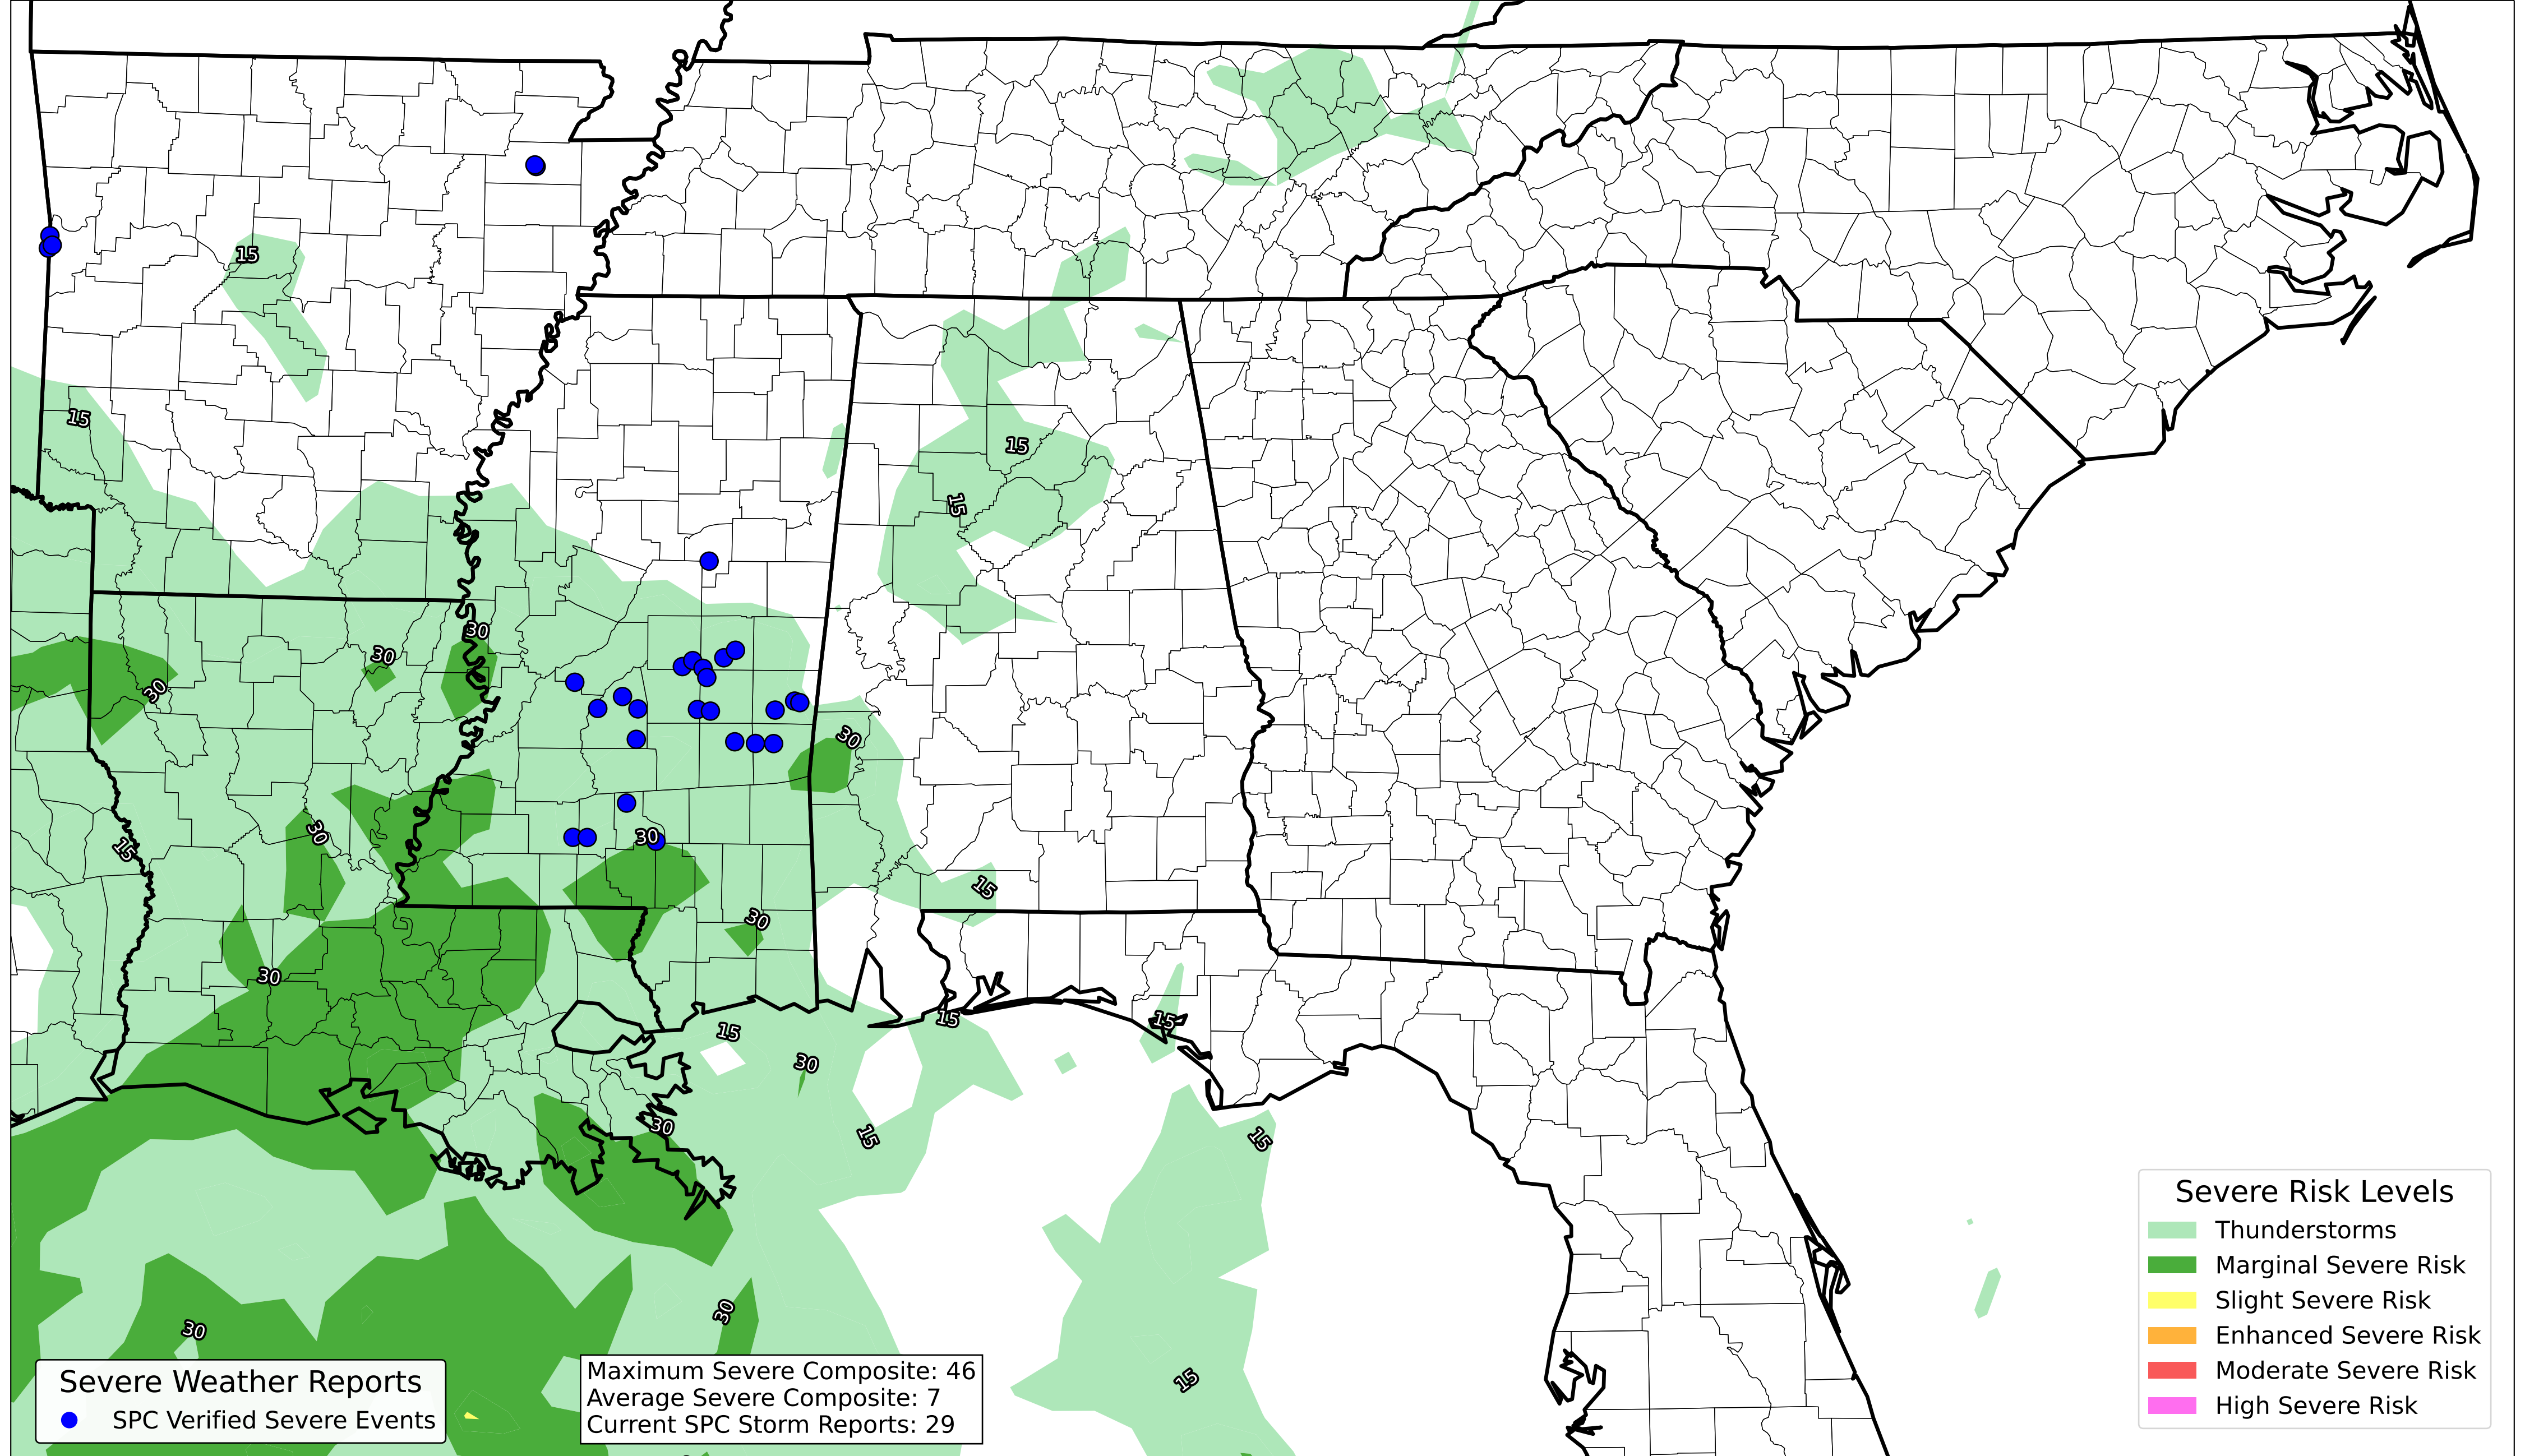 15
15
15
15
30
30
30
30
30
30
30
15
15
30
30
15
15
15
30
30
15
15
30
30
15
Severe Weather Reports
SPC Verified Severe Events
Maximum Severe Composite: 46
Average Severe Composite: 7
Current SPC Storm Reports: 29
Severe Risk Levels
Thunderstorms
Marginal Severe Risk
Slight Severe Risk
Enhanced Severe Risk
Moderate Severe Risk
High Severe Risk